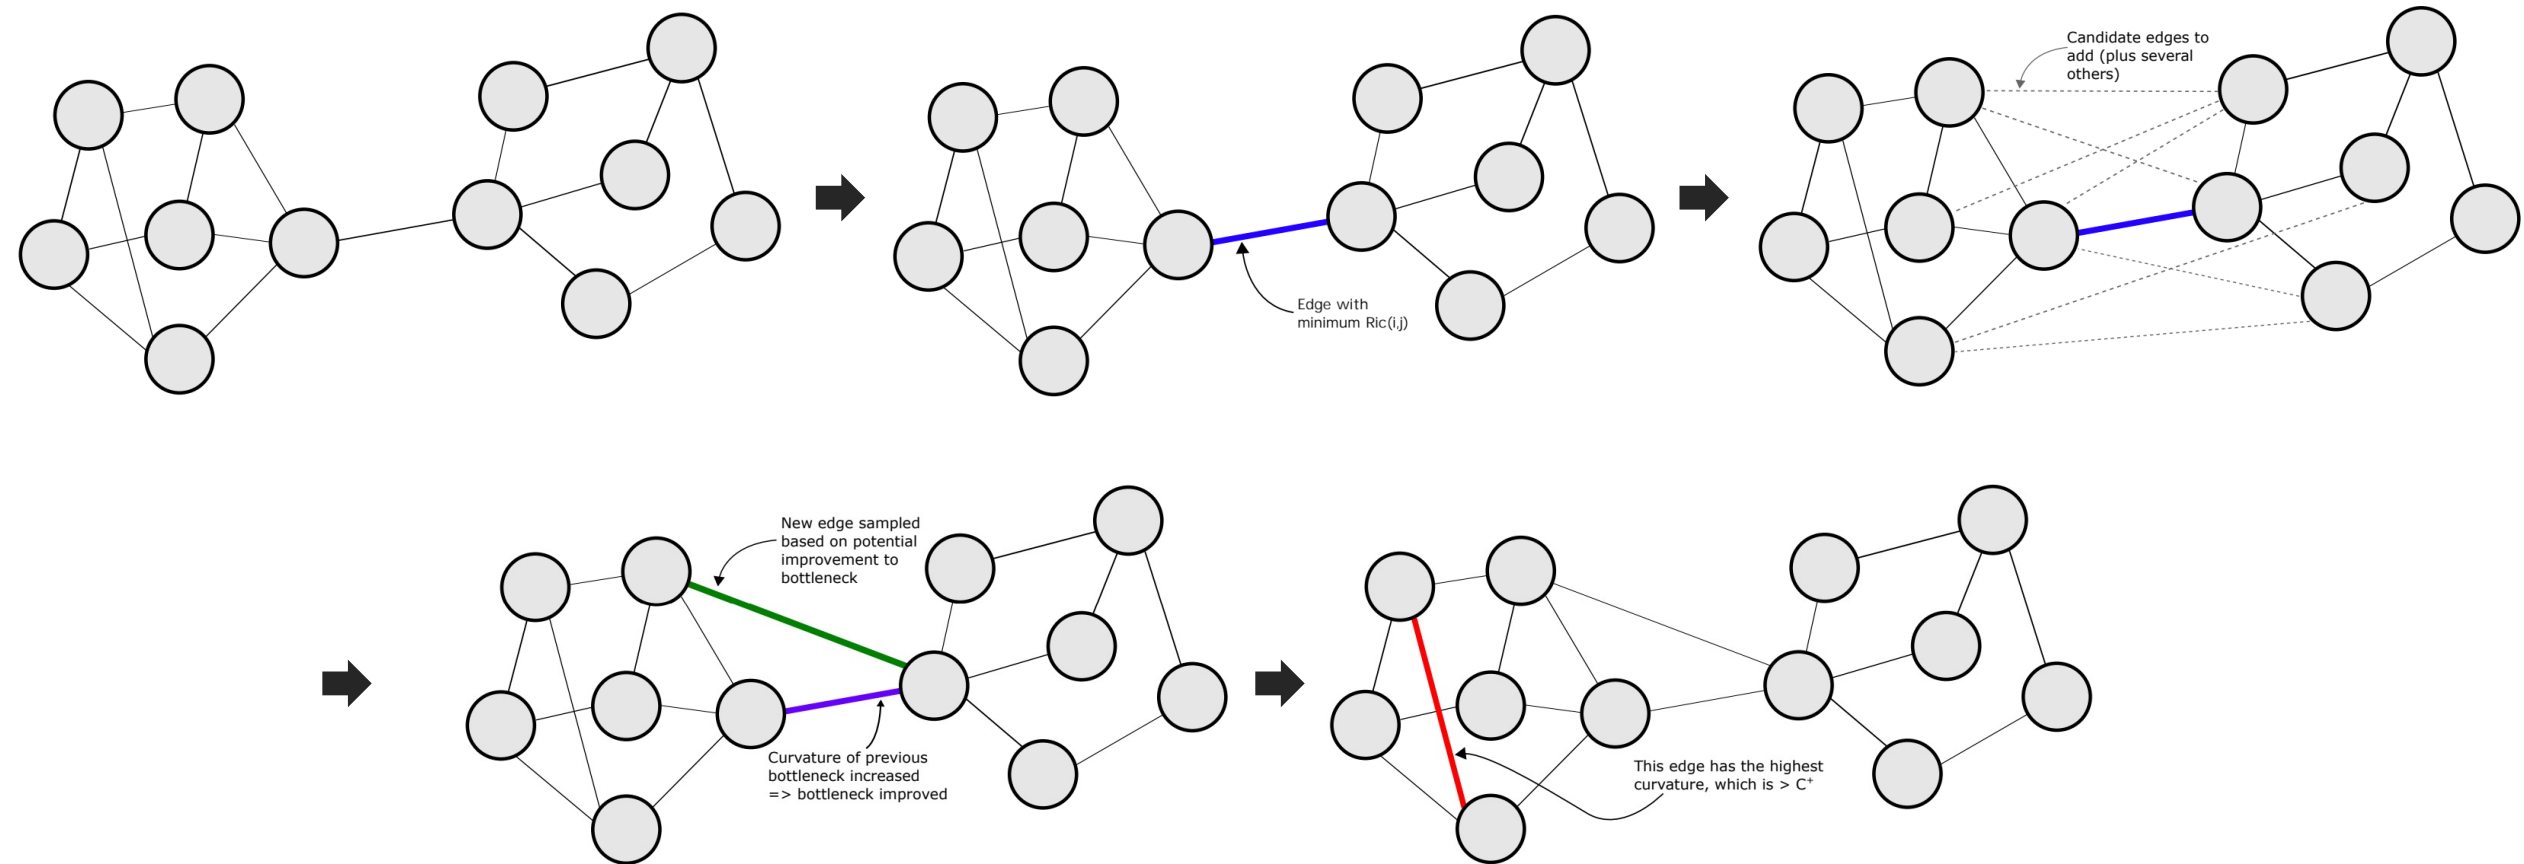 Candidate edges to
add (plus several
others)
Edge with
minimum Ric(i,j)
New edge sampled
based on potential
improvement to
bottleneck
Curvature of previous
bottleneck increased
=> bottleneck improved
This edge has the highest
curvature, which is > C⁺